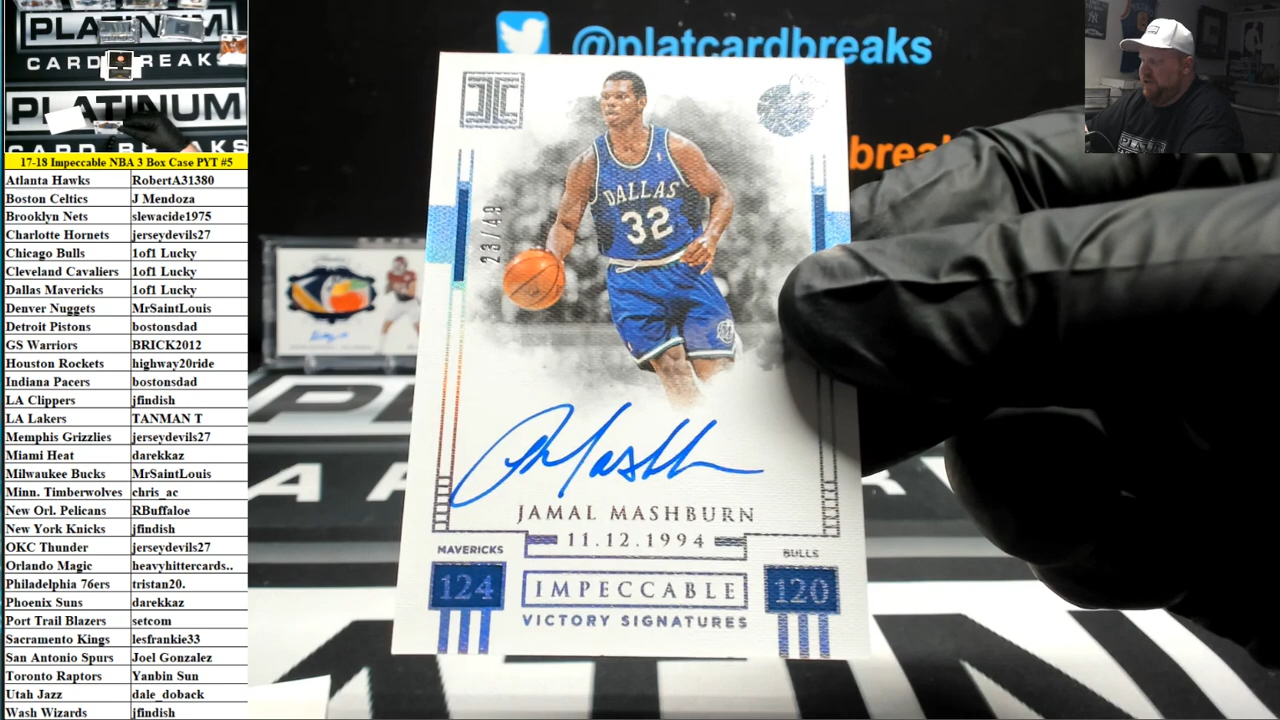 PLATINUM
CARD BREAKS
PLATINUM
@platcardbreaks
brea
17-18 Impeccable NBA 3 Box Case PYT #5
Atlanta Hawks RobertA31380
Boston Celtics J Mendoza
Brooklyn Nets slewacide1975
Charlotte Hornets jerseydevils27
Chicago Bulls 1of1 Lucky
Cleveland Cavaliers 1of1 Lucky
Dallas Mavericks 1of1 Lucky
Denver Nuggets MrSaintLouis
Detroit Pistons bostonsdad
GS Warriors BRICK2012
Houston Rockets highway20ride
Indiana Pacers bostonsdad
LA Clippers jfindish
LA Lakers TANMAN T
Memphis Grizzlies jerseydevils27
Miami Heat darekkaz
Milwaukee Bucks MrSaintLouis
Minn. Timberwolves chris_ac
New Orl. Pelicans RBuffaloe
New York Knicks jfindish
OKC Thunder jerseydevils27
Orlando Magic heavyhittercards..
Philadelphia 76ers tristan20.
Phoenix Suns darekkaz
Port Trail Blazers setcom
Sacramento Kings lesfrankie33
San Antonio Spurs Joel Gonzalez
Toronto Raptors Yanbin Sun
Utah Jazz dale_doback
Wash Wizards jfindish
DALLAS
32
JAMAL MASHBURN
11.12.1994
MAVERICKS
124
BULLS
120
IMPECCABLE
VICTORY SIGNATURES